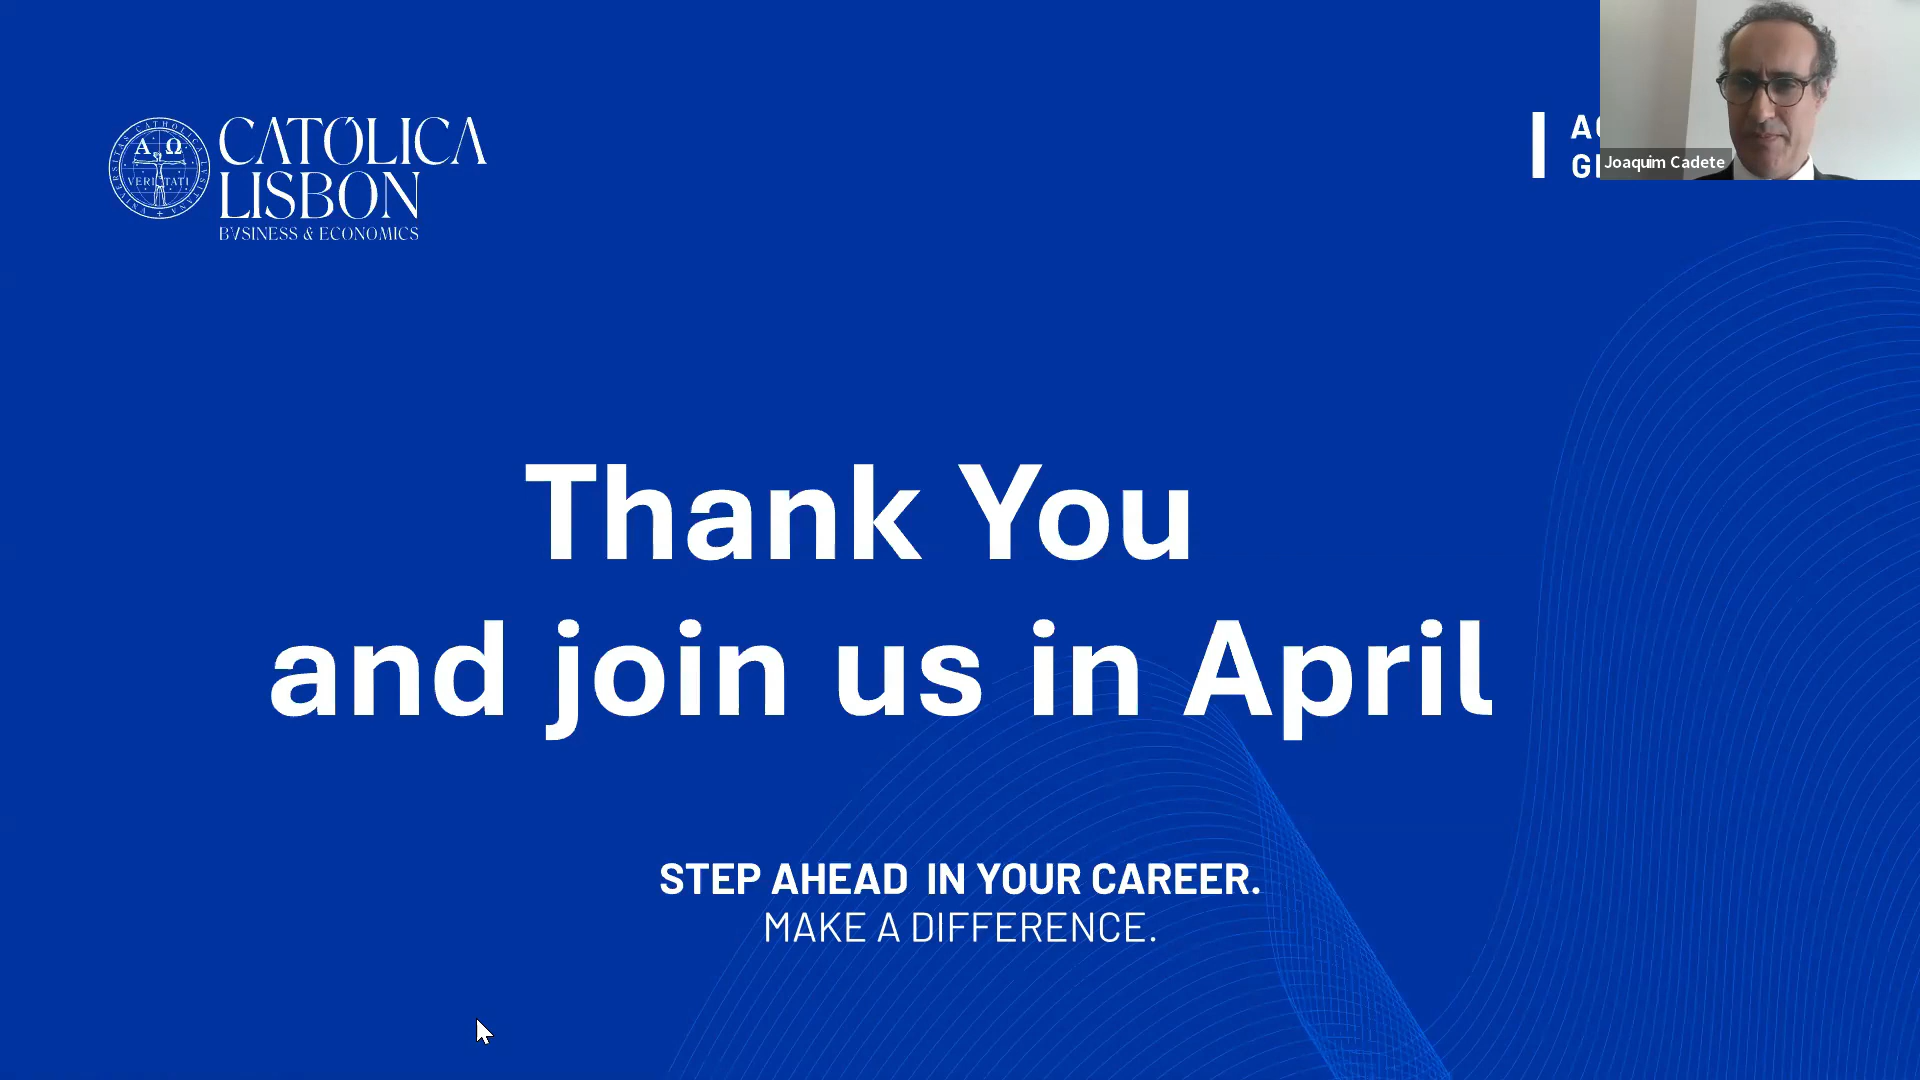 CATÓLICA
LISBON
BVSINESS & ECONOMICS
Joaquim Cadete
Thank You
and join us in April
STEP AHEAD IN YOUR CAREER.
MAKE A DIFFERENCE.